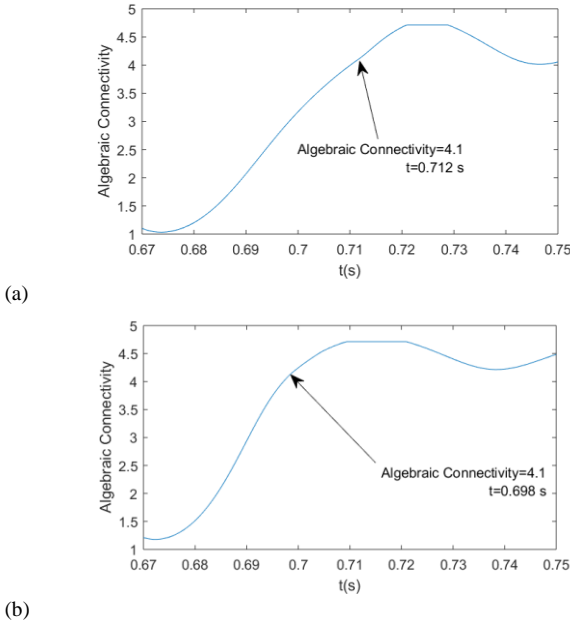 5
4.5
4
3.5
3
2.5
2
1.5
1
Algebraic Connectivity
Algebraic Connectivity=4.1
t=0.712 s
0.67 0.68 0.69 0.7 0.71 0.72 0.73 0.74 0.75
t(s)
(a)
5
4.5
4
3.5
3
2.5
2
1.5
1
Algebraic Connectivity
Algebraic Connectivity=4.1
t=0.698 s
0.67 0.68 0.69 0.7 0.71 0.72 0.73 0.74 0.75
t(s)
(b)